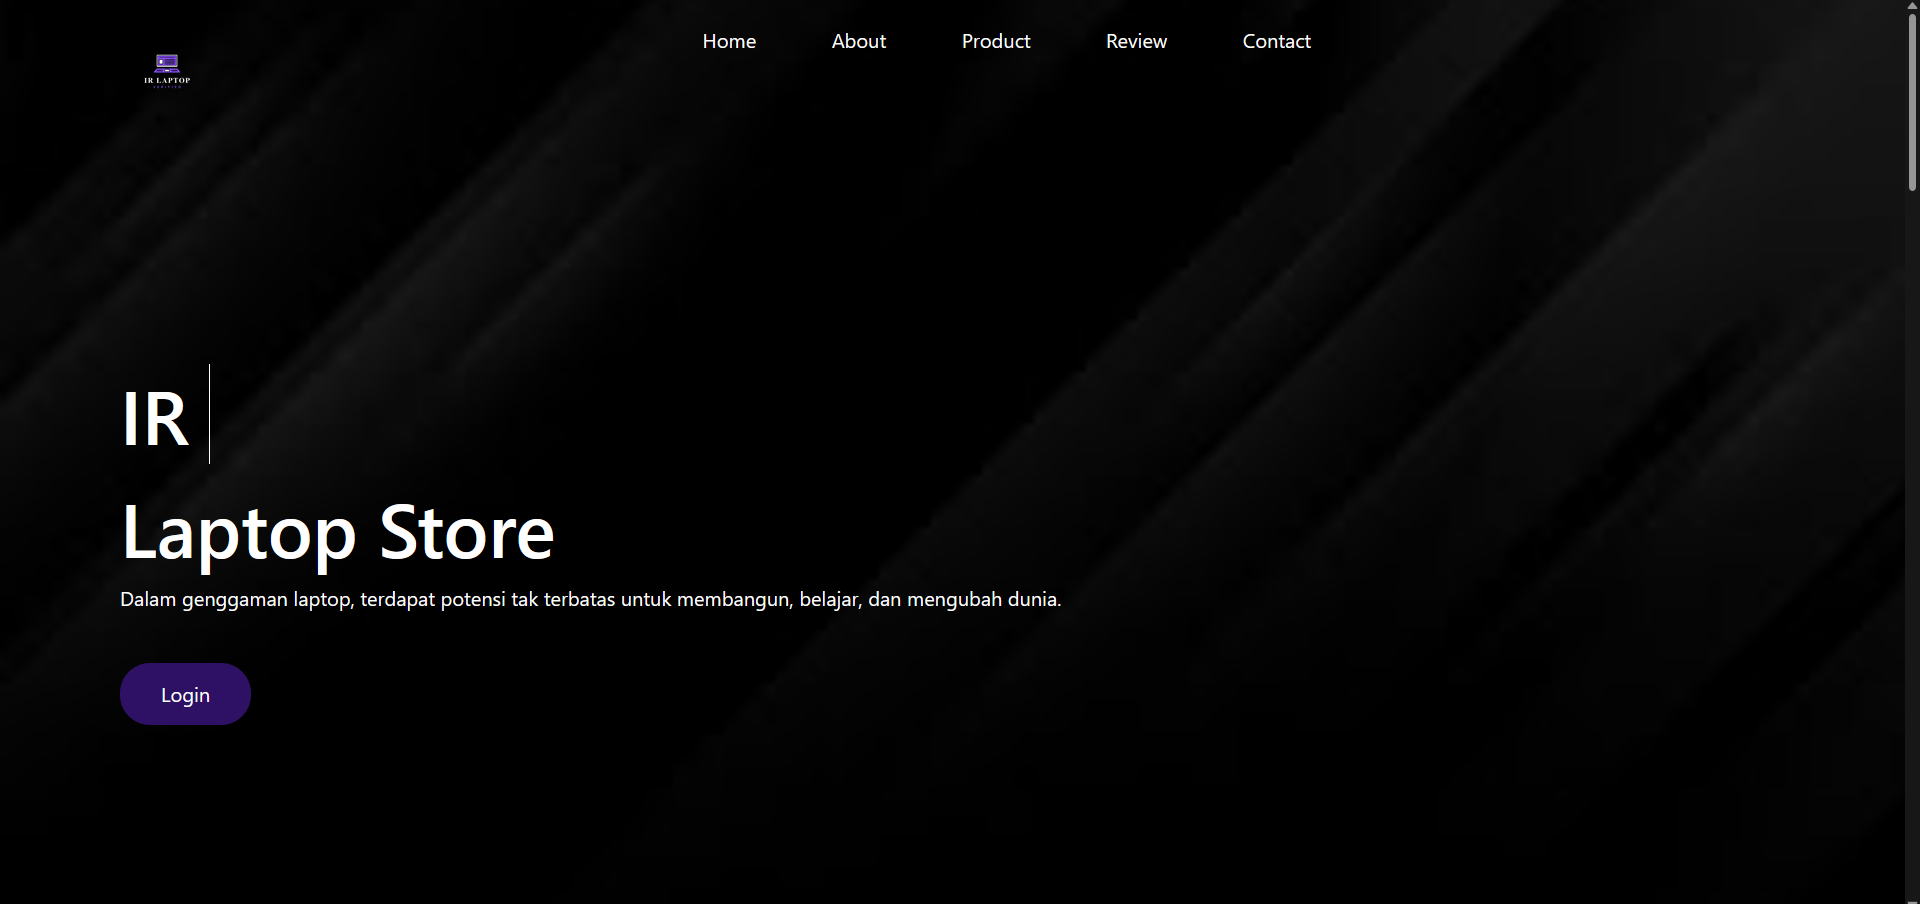 Home About Product Review Contact
IR LAPTOP
IR
Laptop Store
Dalam genggaman laptop, terdapat potensi tak terbatas untuk membangun, belajar, dan mengubah dunia.
Login